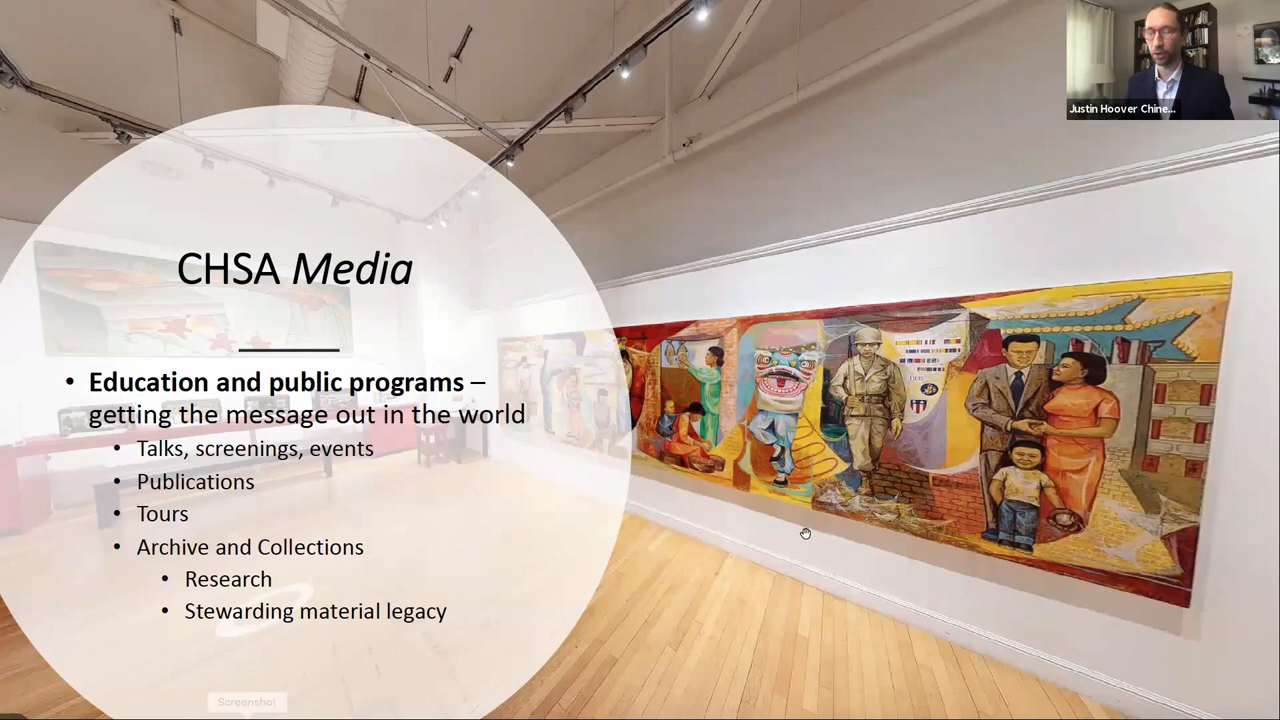 Justin Hoover Chine...
CHSA Media
• Education and public programs –
getting the message out in the world
• Talks, screenings, events
• Publications
• Tours
• Archive and Collections
• Research
• Stewarding material legacy
Screenshot